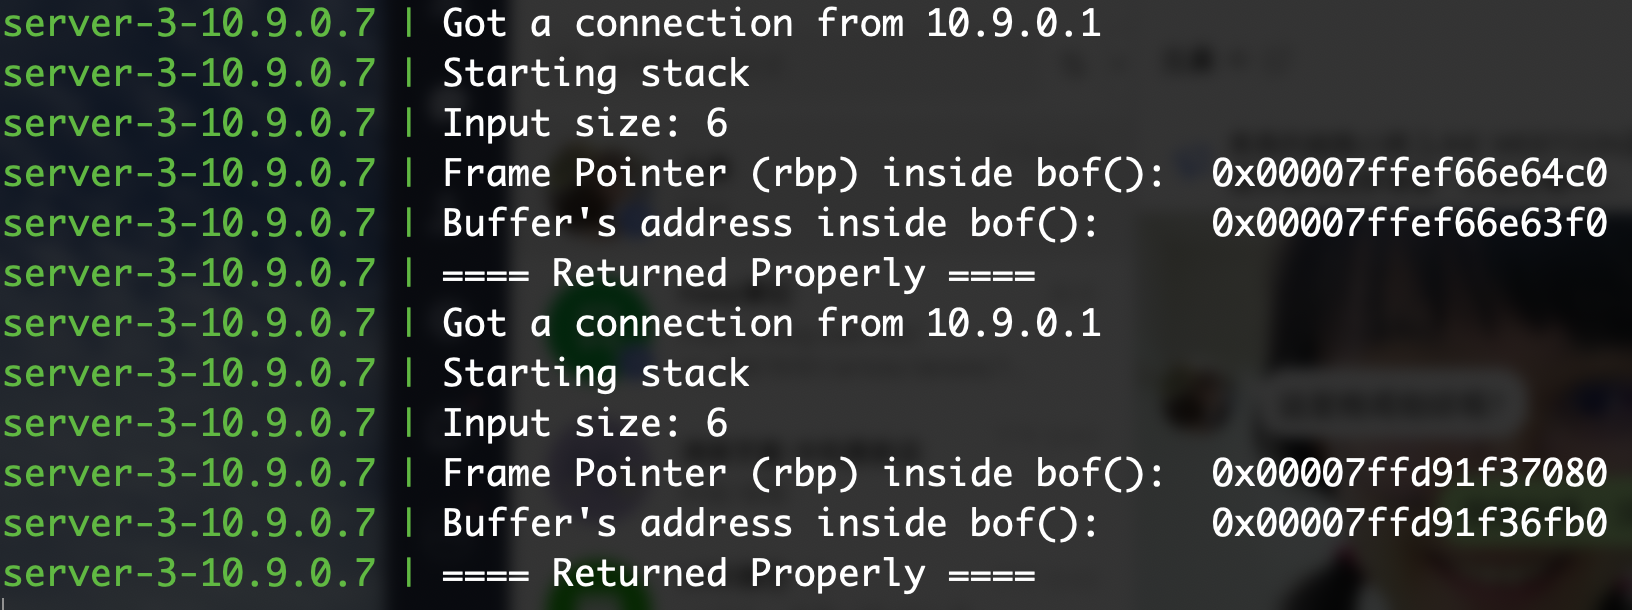 server-3-10.9.0.7 | Got a connection from 10.9.0.1
server-3-10.9.0.7 | Starting stack
server-3-10.9.0.7 | Input size: 6
server-3-10.9.0.7 | Frame Pointer (rbp) inside bof():  0x00007ffef66e64c0
server-3-10.9.0.7 | Buffer's address inside bof():     0x00007ffef66e63f0
server-3-10.9.0.7 | ==== Returned Properly ====
server-3-10.9.0.7 | Got a connection from 10.9.0.1
server-3-10.9.0.7 | Starting stack
server-3-10.9.0.7 | Input size: 6
server-3-10.9.0.7 | Frame Pointer (rbp) inside bof():  0x00007ffd91f37080
server-3-10.9.0.7 | Buffer's address inside bof():     0x00007ffd91f36fb0
server-3-10.9.0.7 | ==== Returned Properly ====